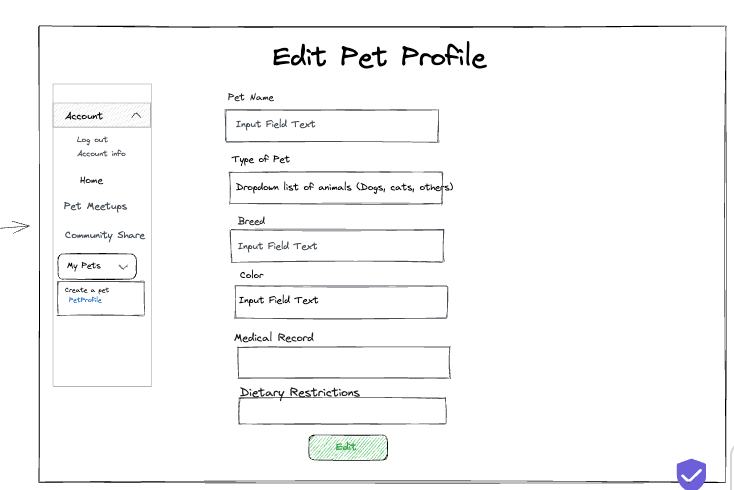 Edit Pet Profile
Account
Log out
Account info
Home
Pet Meetups
Community Share
My Pets
Create a pet
PetProfile
Pet Name
Input Field Text
Type of Pet
Dropdown list of animals (Dogs, cats, others)
Breed
Input Field Text
Color
Input Field Text
Medical Record
Dietary Restrictions
Edit